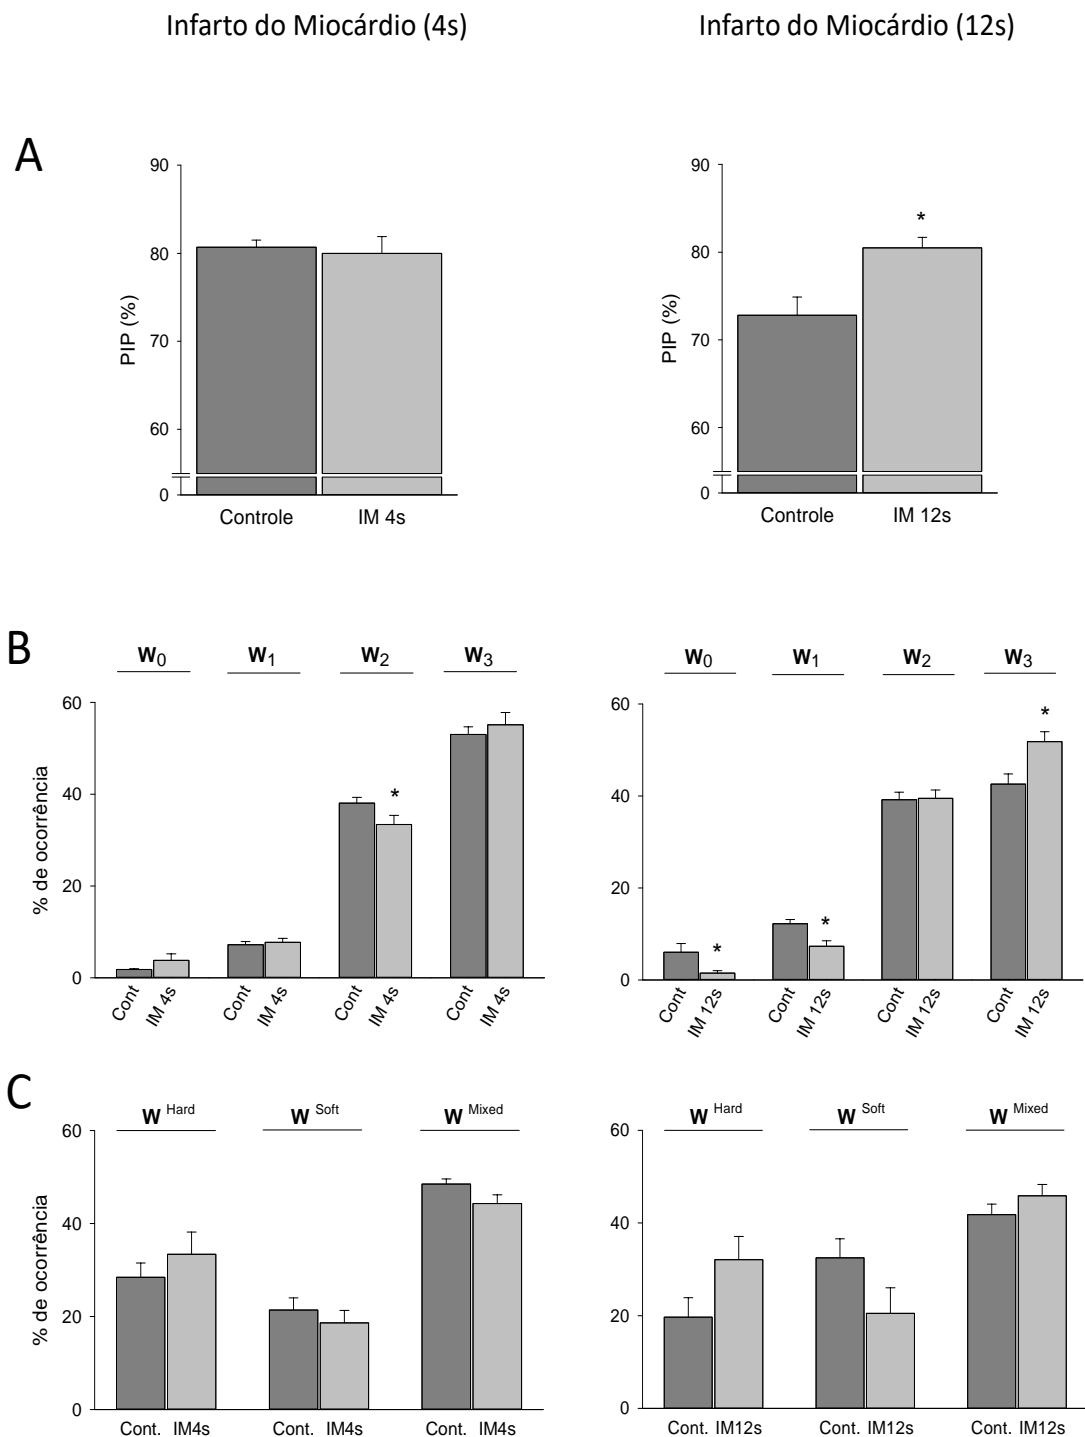 Infarto do Miocárdio (4s)
Infarto do Miocárdio (12s)
A
90
80
70
60
0
PIP (%)
Controle
IM 4s
90
80
70
60
0
PIP (%)
*
Controle
IM 12s
B
W0
W1
W2
W3
60
40
20
0
% de ocorrência
*
Cont
IM 4s
Cont
IM 4s
Cont
IM 4s
Cont
IM 4s
W0
W1
W2
W3
60
40
20
0
*
*
*
Cont
IM 12s
Cont
IM 12s
Cont
IM 12s
Cont
IM 12s
C
W Hard
W Soft
W Mixed
60
40
20
0
% de ocorrência
Cont. IM4s
Cont. IM4s
Cont. IM4s
W Hard
W Soft
W Mixed
60
40
20
0
Cont. IM12s
Cont. IM12s
Cont. IM12s